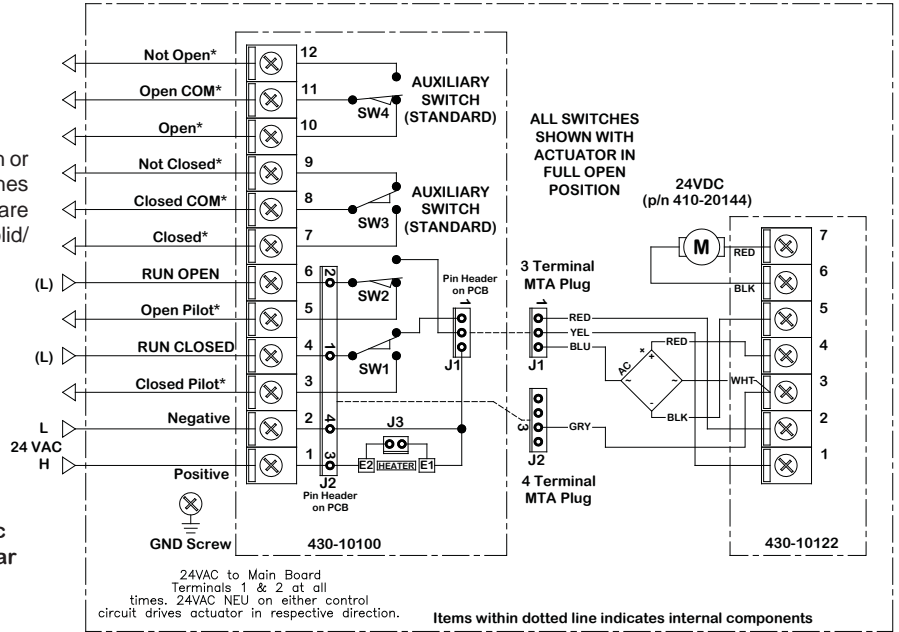 n or
nes
are
olid/
c
ar
Not Open*
Open COM*
Open*
Not Closed*
Closed COM*
Closed*
RUN OPEN
Open Pilot*
RUN CLOSED
Closed Pilot*
Negative
Positive
(L)
(L)
L
24 VAC
H
GND Screw
12
11
10
9
8
7
6
5
4
3
2
1
AUXILIARY
SWITCH
(STANDARD)
SW4
AUXILIARY
SWITCH
(STANDARD)
SW3
SW2
SW1
2
1
4
3
J2
Pin Header
on PCB
J3
E2 HEATER E1
Pin Header
on PCB
1
J1
430-10100
ALL SWITCHES
SHOWN WITH
ACTUATOR IN
FULL OPEN
POSITION
3 Terminal
MTA Plug
1
J1
RED
YEL
BLU
3
J2
GRY
4 Terminal
MTA Plug
24VDC
(p/n 410-20144)
M
RED
BLK
AC
+
~
~
-
RED
WHT
BLK
7
6
5
4
3
2
1
430-10122
24VAC to Main Board
Terminals 1 & 2 at all
times. 24VAC NEU on either control
circuit drives actuator in respective direction.
Items within dotted line indicates internal components